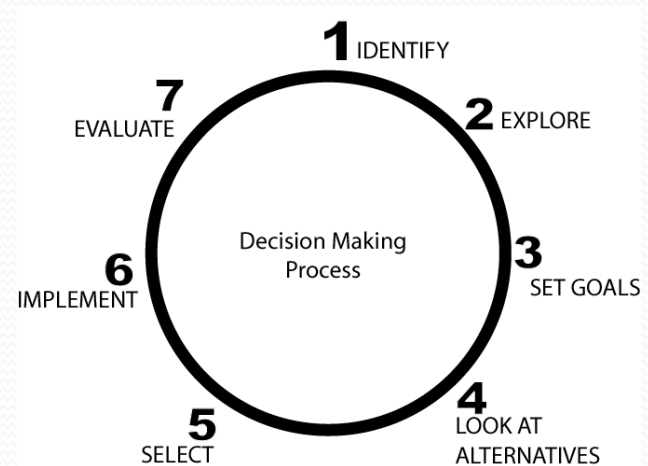 1 IDENTIFY
2 EXPLORE
3
SET GOALS
4
LOOK AT
ALTERNATIVES
5
SELECT
6
IMPLEMENT
7
EVALUATE
Decision Making
Process